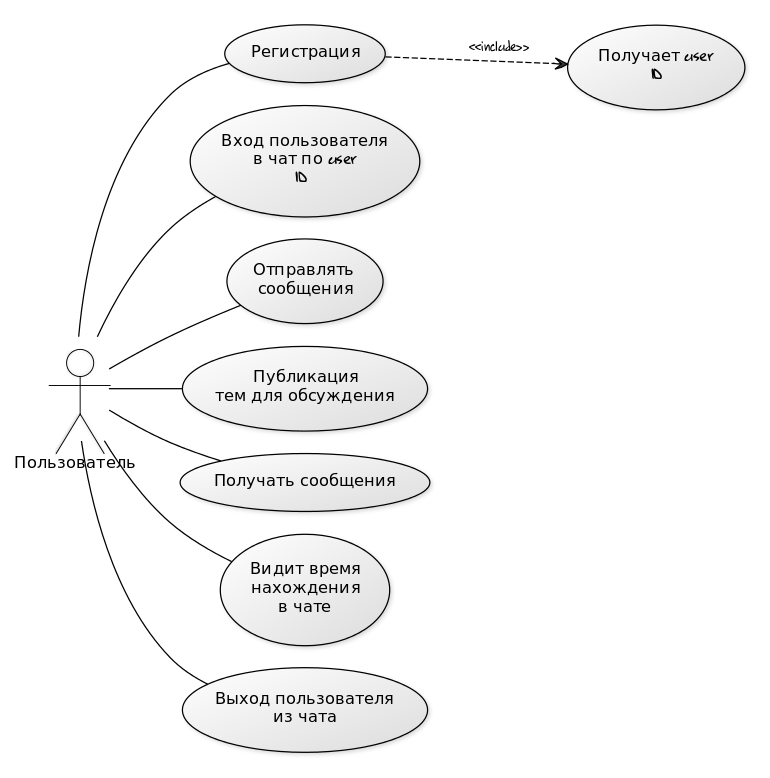 Регистрация
<<include>>
Получает user
ID
Вход пользователя
в чат по user
ID
Отправлять
сообщения
Публикация
тем для обсуждения
Пользователь
Получать сообщения
Видит время
нахождения
в чате
Выход пользователя
из чата